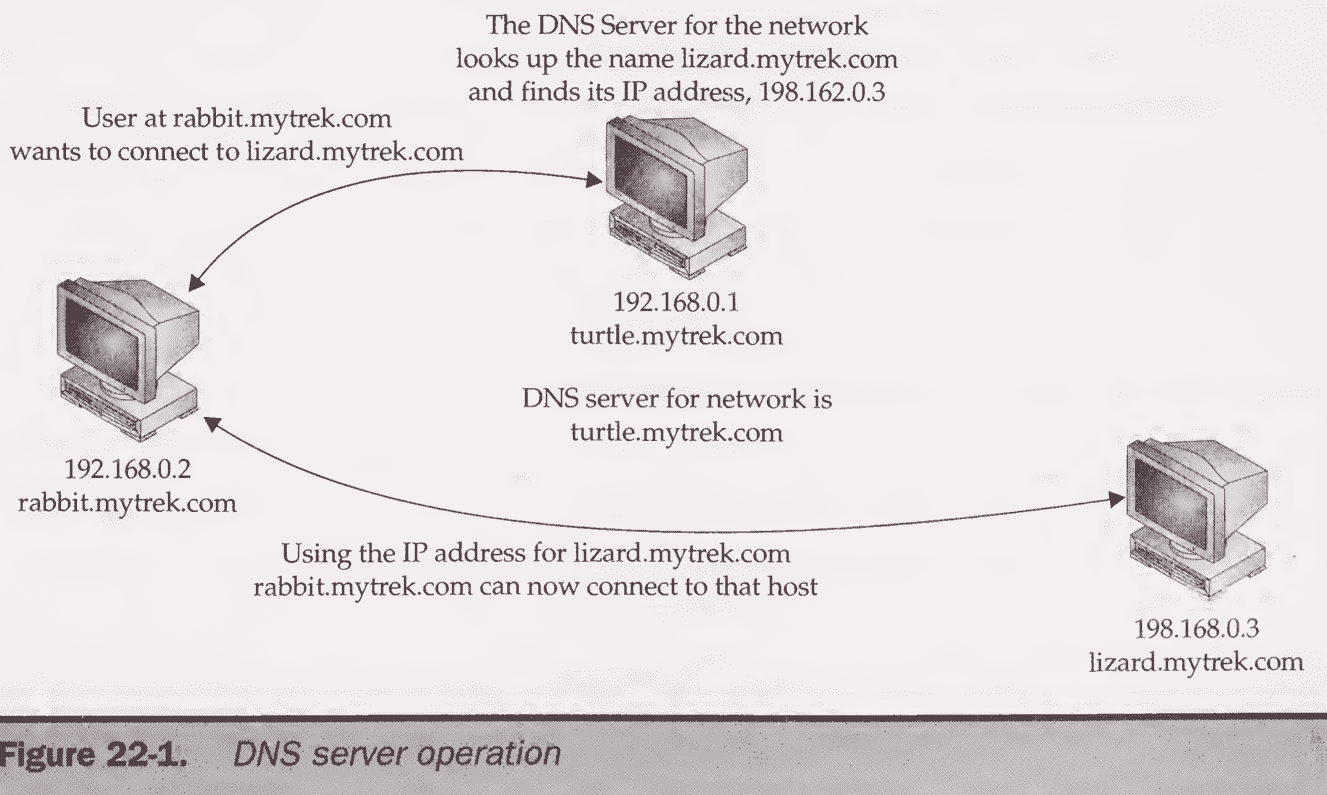 The DNS Server for the network
looks up the name lizard.mytrek.com
and finds its IP address, 198.162.0.3
User at rabbit.mytrek.com
wants to connect to lizard.mytrek.com
192.168.0.1
turtle.mytrek.com
DNS server for network is
turtle.mytrek.com
192.168.0.2
rabbit.mytrek.com
Using the IP address for lizard.mytrek.com
rabbit.mytrek.com can now connect to that host
198.168.0.3
lizard.mytrek.com
Figure 22-1. DNS server operation